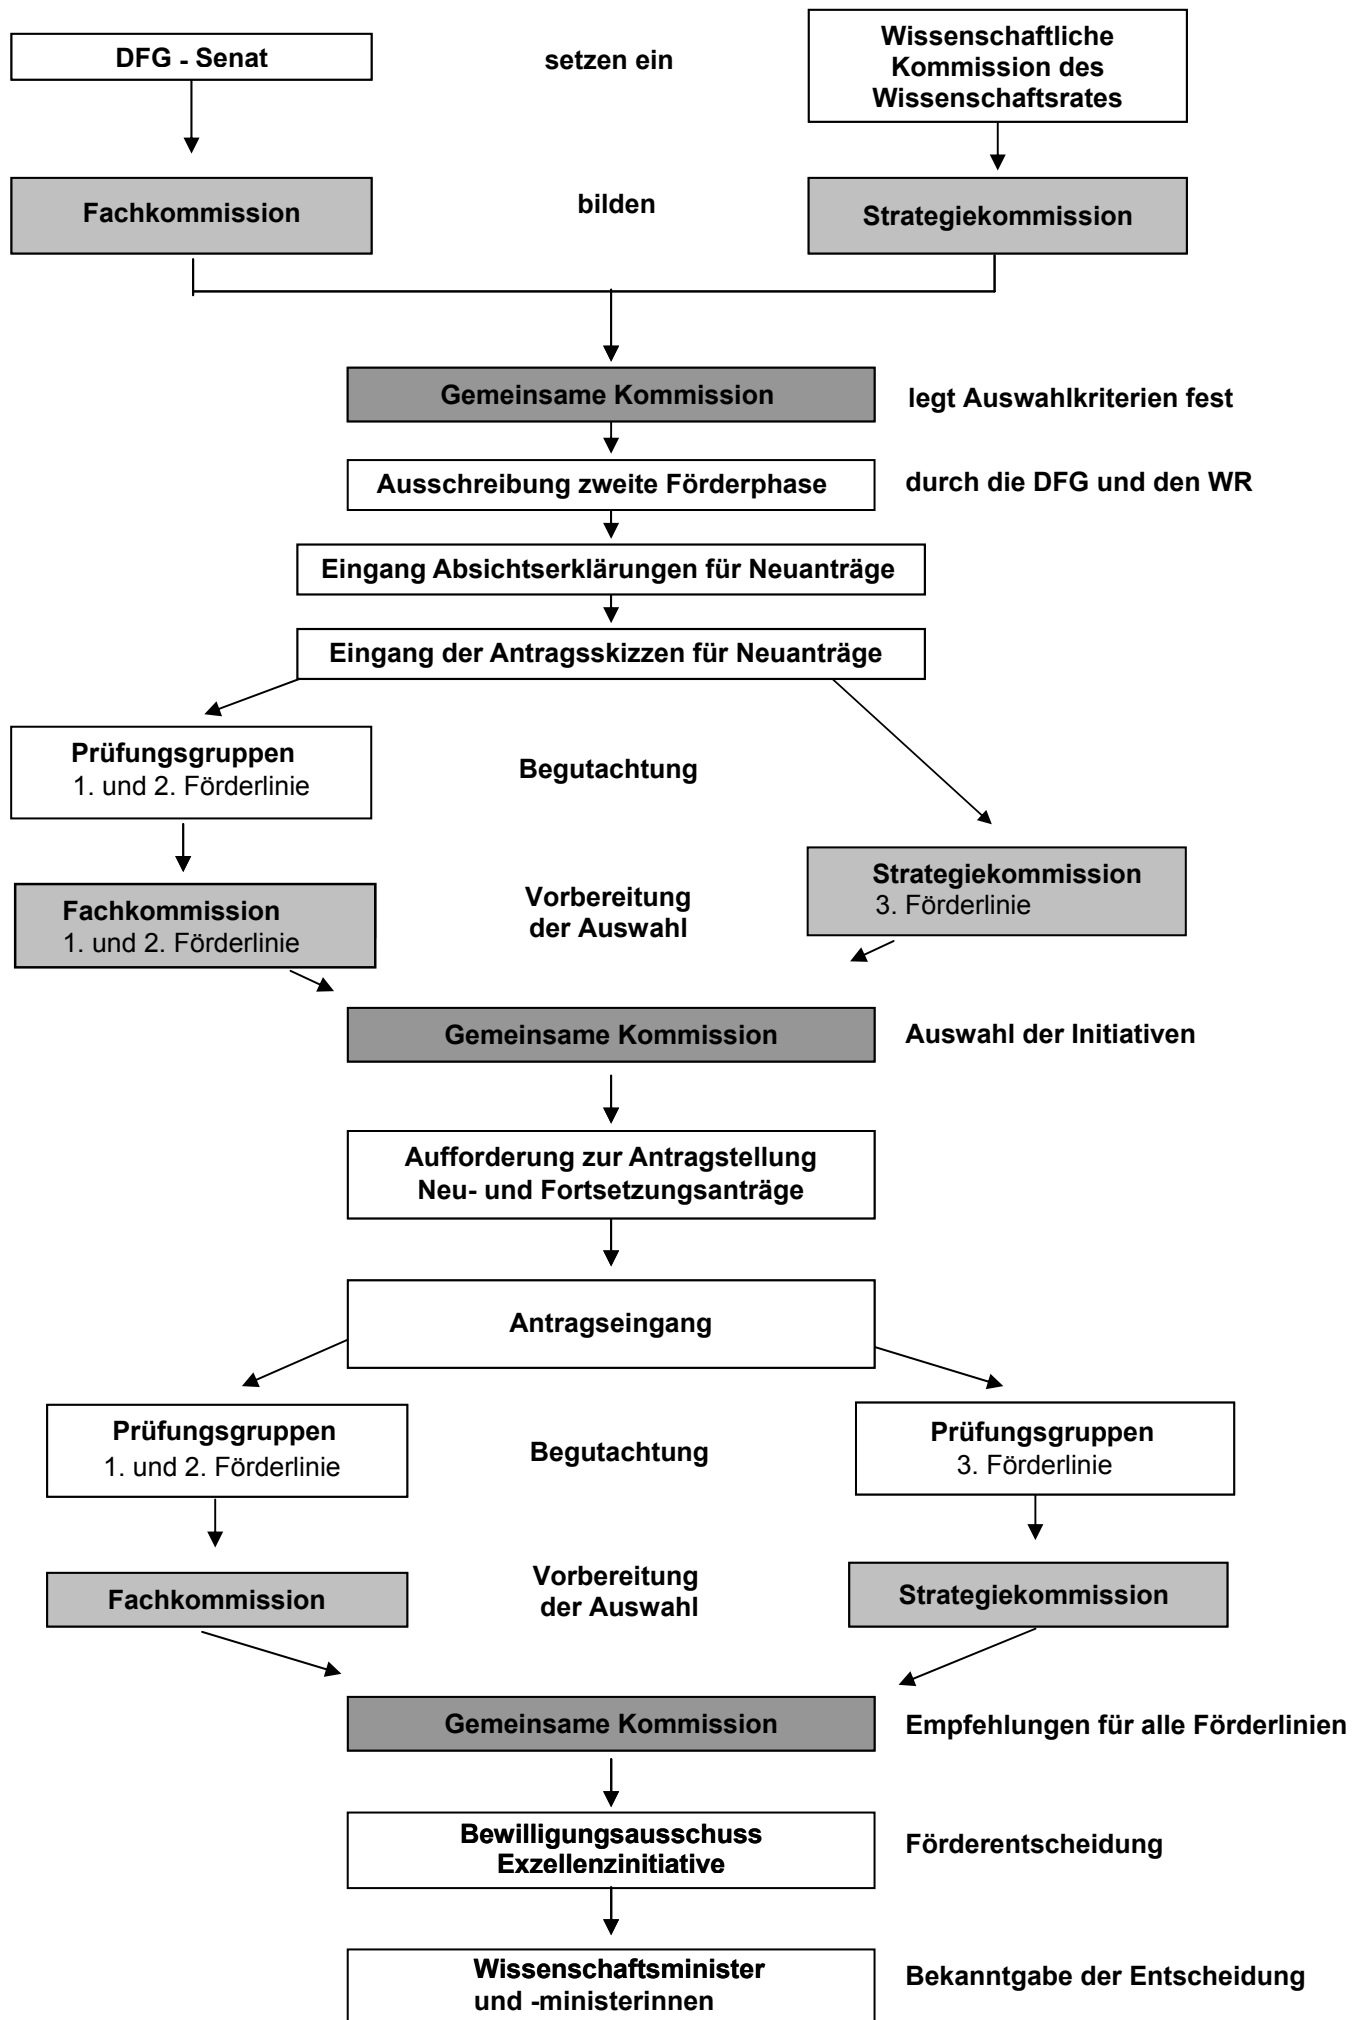 DFG - Senat
setzen ein
Wissenschaftliche
Kommission des
Wissenschaftsrates
Fachkommission
bilden
Strategiekommission
Gemeinsame Kommission
legt Auswahlkriterien fest
Ausschreibung zweite Förderphase
durch die DFG und den WR
Eingang Absichtserklärungen für Neuanträge
Eingang der Antragsskizzen für Neuanträge
Prüfungsgruppen
1. und 2. Förderlinie
Begutachtung
Fachkommission
1. und 2. Förderlinie
Vorbereitung
der Auswahl
Strategiekommission
3. Förderlinie
Gemeinsame Kommission
Auswahl der Initiativen
Aufforderung zur Antragstellung
Neu- und Fortsetzungsanträge
Antragseingang
Prüfungsgruppen
1. und 2. Förderlinie
Begutachtung
Prüfungsgruppen
3. Förderlinie
Fachkommission
Vorbereitung
der Auswahl
Strategiekommission
Gemeinsame Kommission
Empfehlungen für alle Förderlinien
Bewilligungsausschuss
Exzellenzinitiative
Förderentscheidung
Wissenschaftsminister
und -ministerinnen
Bekanntgabe der Entscheidung